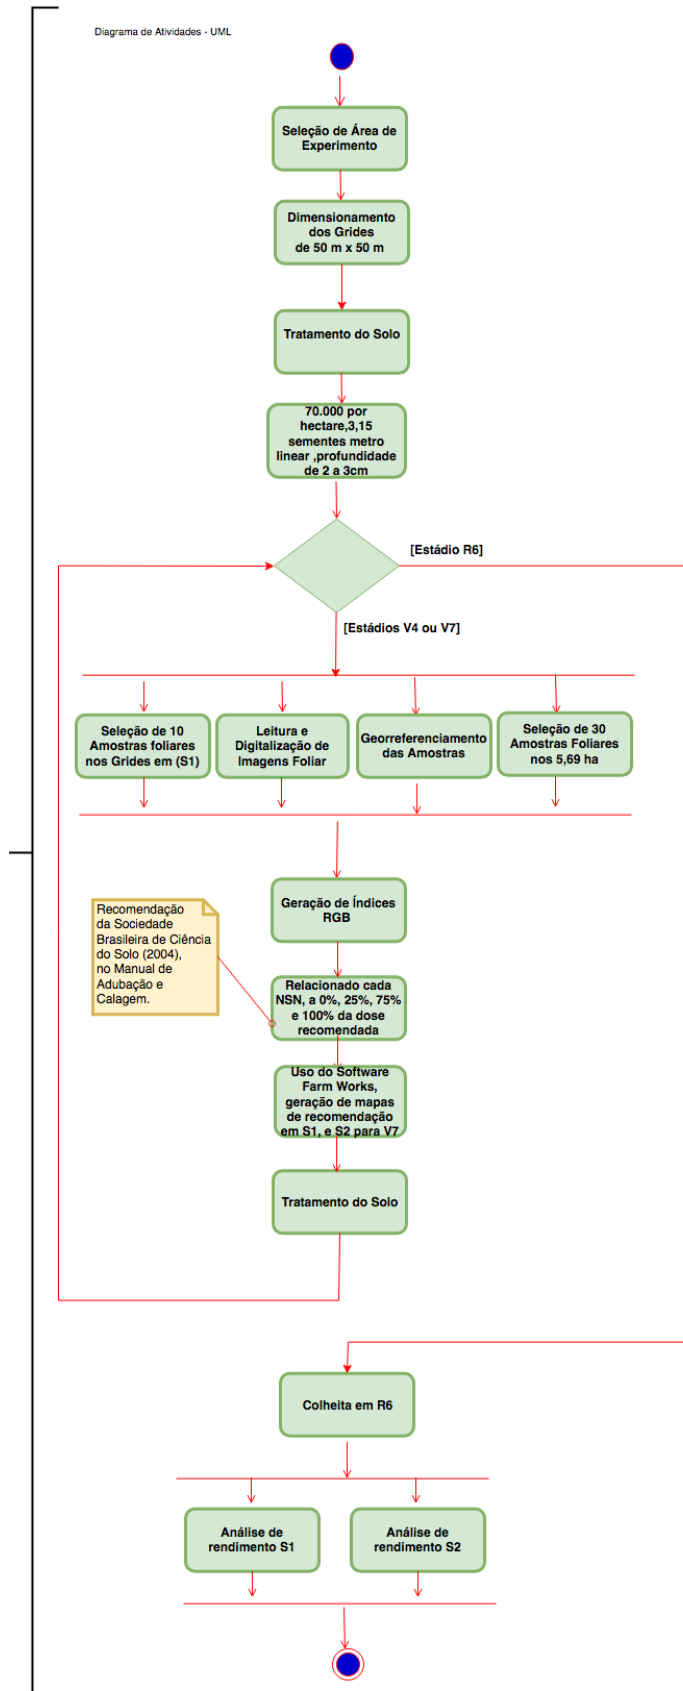 Diagrama de Atividades - UML
Seleção de Área de
Experimento
Dimensionamento
dos Grides
de 50 m x 50 m
Tratamento do Solo
70.000 por
hectare,3,15
sementes metro
linear ,profundidade
de 2 a 3cm
[Estádio R6]
[Estádios V4 ou V7]
Seleção de 10
Amostras foliares
nos Grides em (S1)
Leitura e
Digitalização de
Imagens Foliar
Georreferenciamento
das Amostras
Seleção de 30
Amostras Foliares
nos 5,69 ha
Geração de Índices
RGB
Recomendação
da Sociedade
Brasileira de Ciência
do Solo (2004),
no Manual de
Adubação e
Calagem.
Relacionado cada
NSN, a 0%, 25%, 75%
e 100% da dose
recomendada
Uso do Software
Farm Works,
geração de mapas
de recomendação
em S1, e S2 para V7
Tratamento do Solo
Colheita em R6
Análise de
rendimento S1
Análise de
rendimento S2